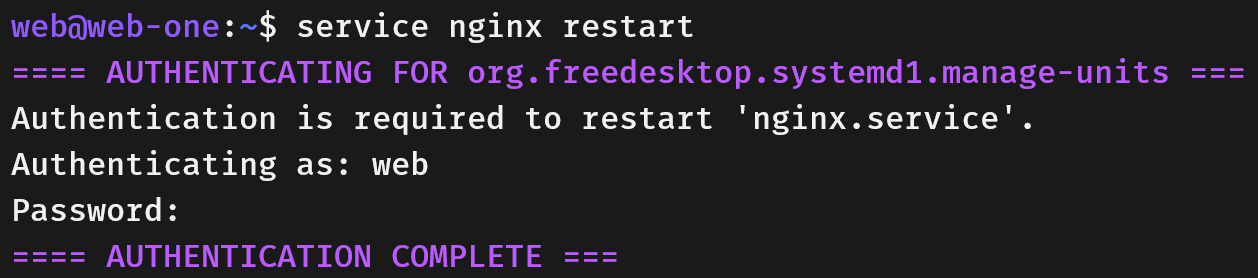 web@web-one:~$ service nginx restart
==== AUTHENTICATING FOR org.freedesktop.systemd1.manage-units ===
Authentication is required to restart 'nginx.service'.
Authenticating as: web
Password:
==== AUTHENTICATION COMPLETE ===